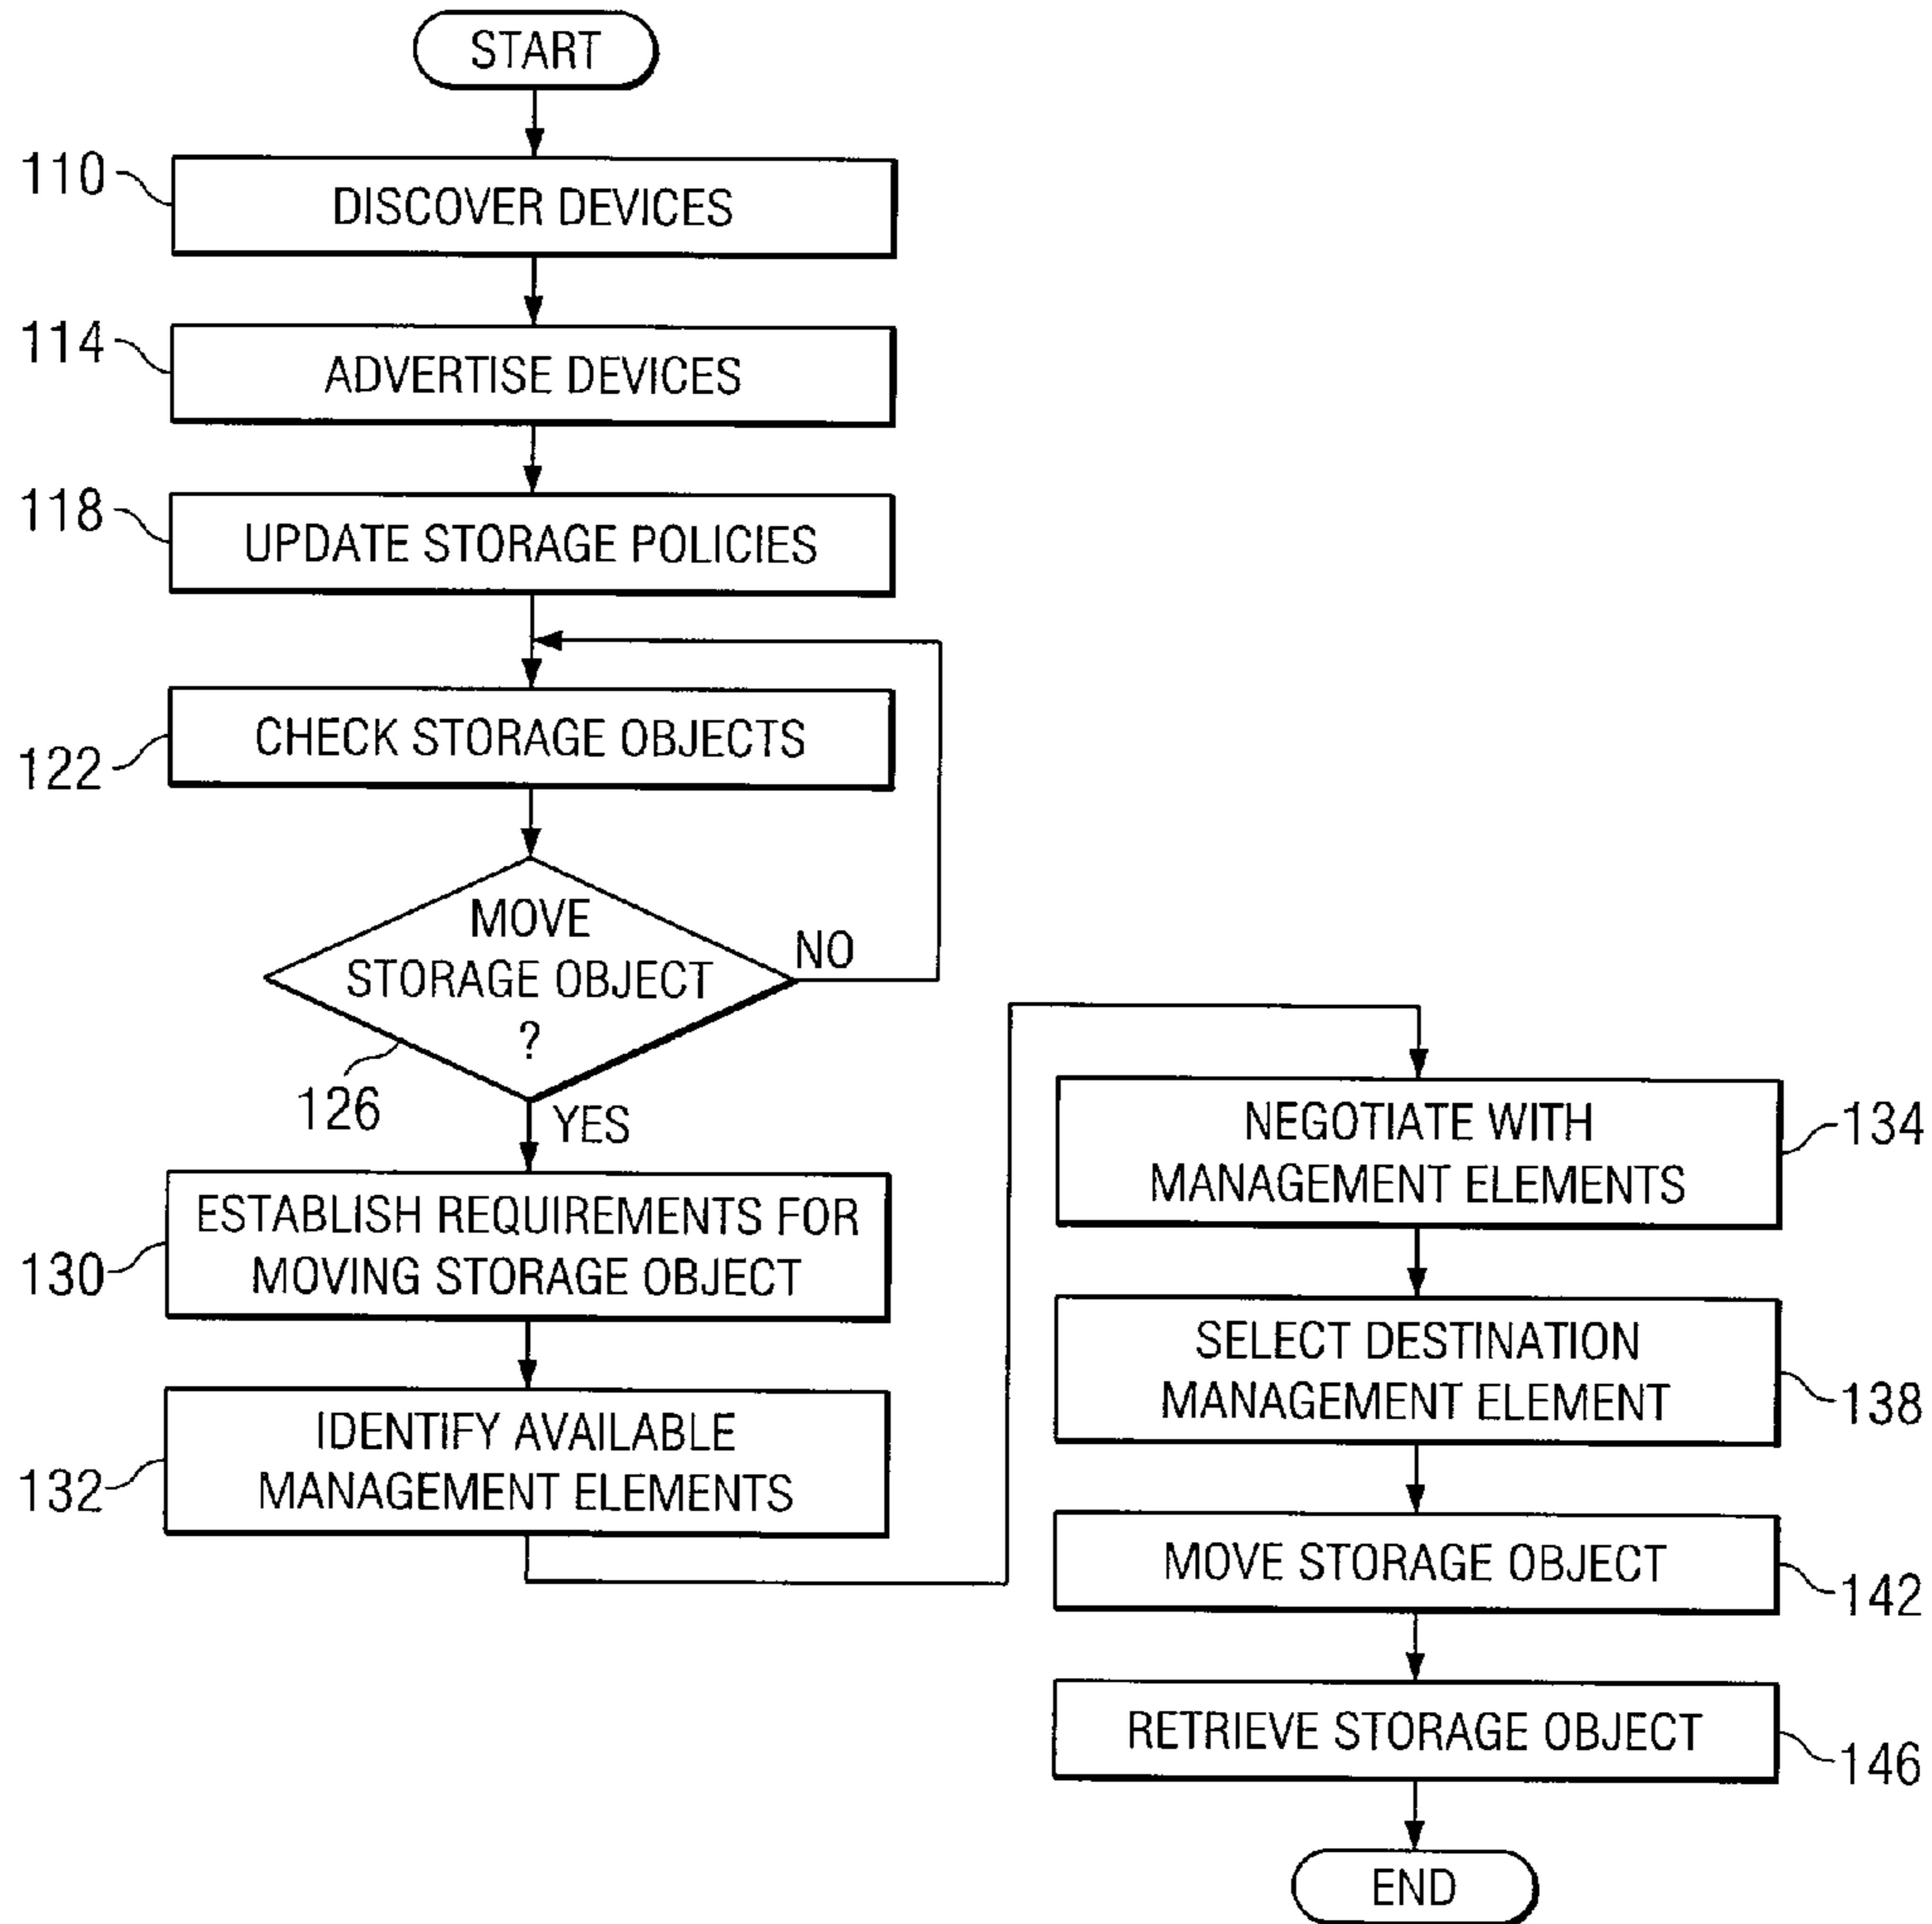 START
110
DISCOVER DEVICES
114
ADVERTISE DEVICES
118
UPDATE STORAGE POLICIES
122
CHECK STORAGE OBJECTS
MOVE
STORAGE OBJECT
?
NO
126
YES
130
ESTABLISH REQUIREMENTS FOR
MOVING STORAGE OBJECT
132
IDENTIFY AVAILABLE
MANAGEMENT ELEMENTS
NEGOTIATE WITH
MANAGEMENT ELEMENTS
134
SELECT DESTINATION
MANAGEMENT ELEMENT
138
MOVE STORAGE OBJECT
142
RETRIEVE STORAGE OBJECT
146
END